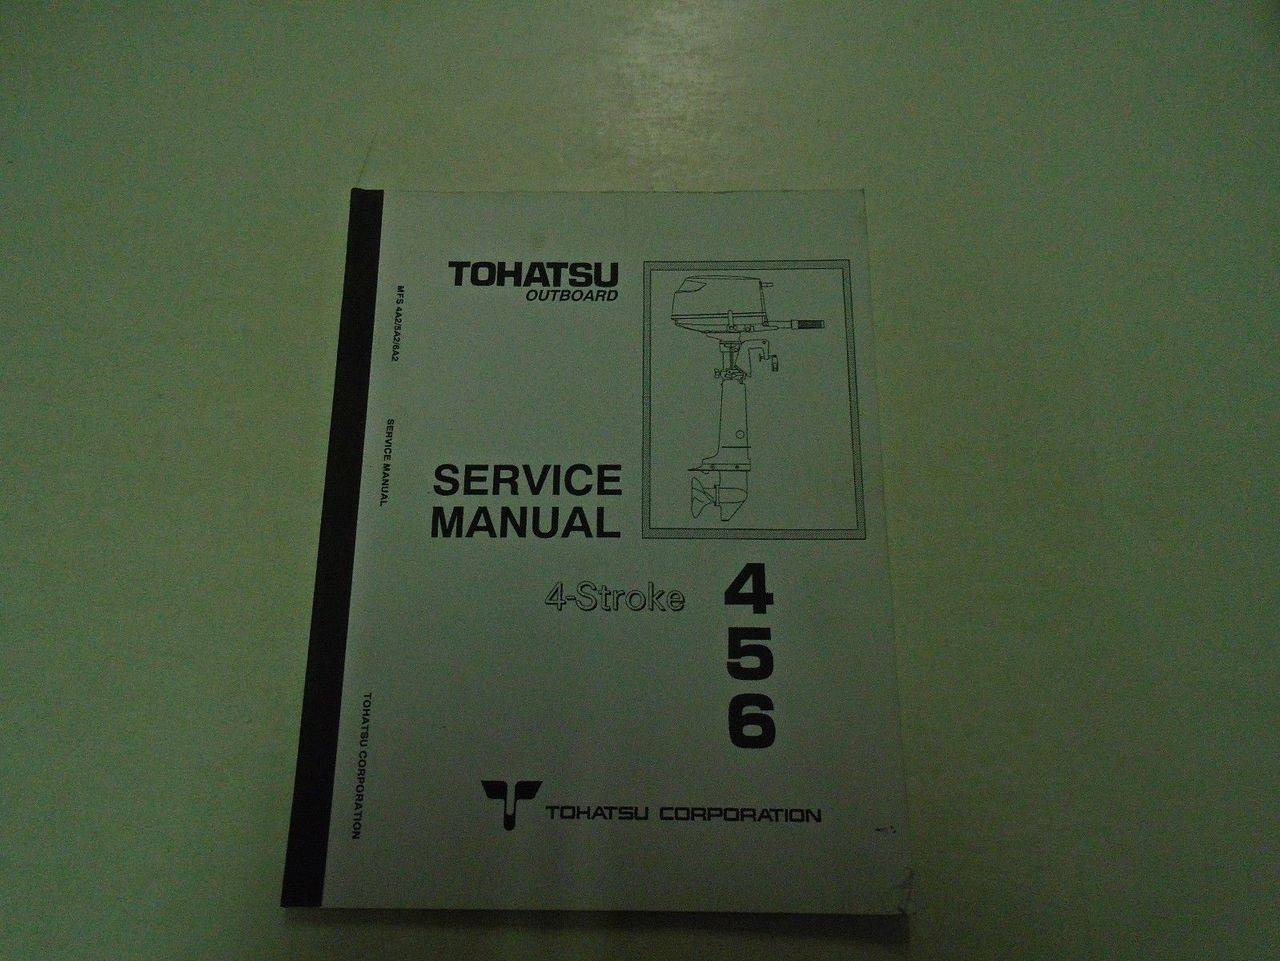 MFS 4A2/5A2/6A2
SERVICE MANUAL
TOHATSU CORPORATION
TOHATSU
OUTBOARD
SERVICE
MANUAL
4-Stroke
4
5
6
TOHATSU CORPORATION